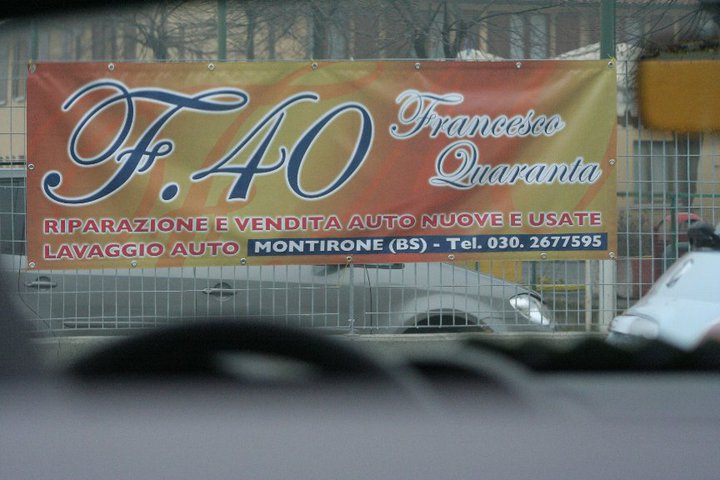 F. 40
Francesco
Quaranta
RIPARAZIONE E VENDITA AUTO NUOVE E USATE
LAVAGGIO AUTO MONTIRONE (BS) - Tel. 030. 2677595